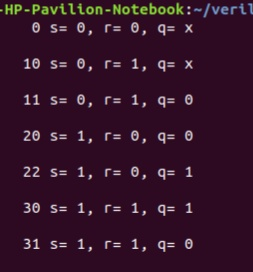 -HP-Pavilion-Notebook:~/veril
0 s= 0, r= 0, q= x
10 s= 0, r= 1, q= x
11 s= 0, r= 1, q= 0
20 s= 1, r= 0, q= 0
22 s= 1, r= 0, q= 1
30 s= 1, r= 1, q= 1
31 s= 1, r= 1, q= 0